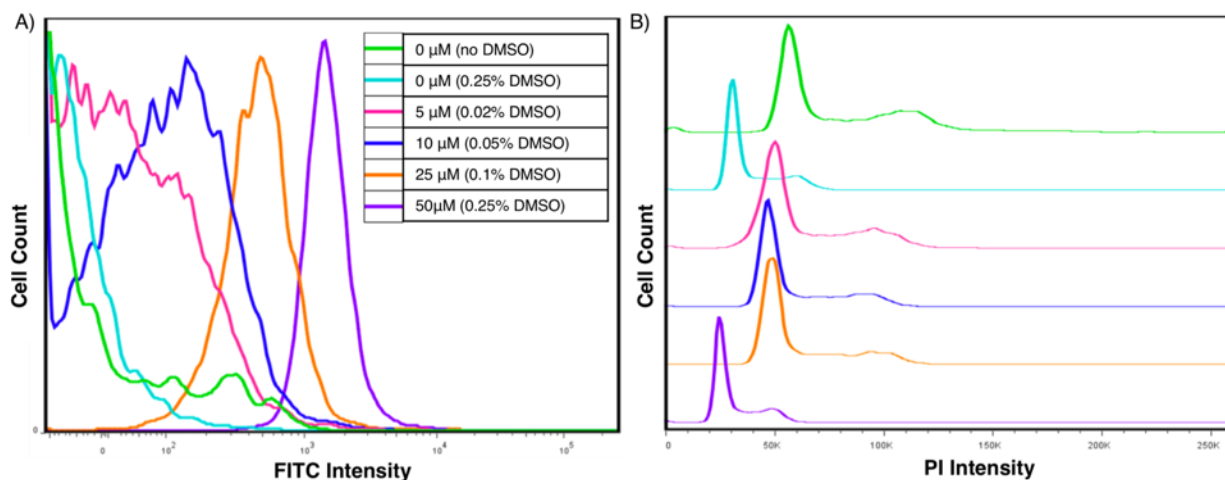 A)
0 µM (no DMSO)
0 µM (0.25% DMSO)
5 µM (0.02% DMSO)
10 µM (0.05% DMSO)
25 µM (0.1% DMSO)
50µM (0.25% DMSO)
Cell Count
0
0 10² 10³ 10⁴ 10⁵
FITC Intensity
B)
Cell Count
0 50K 100K 150K 200K 250K
PI Intensity